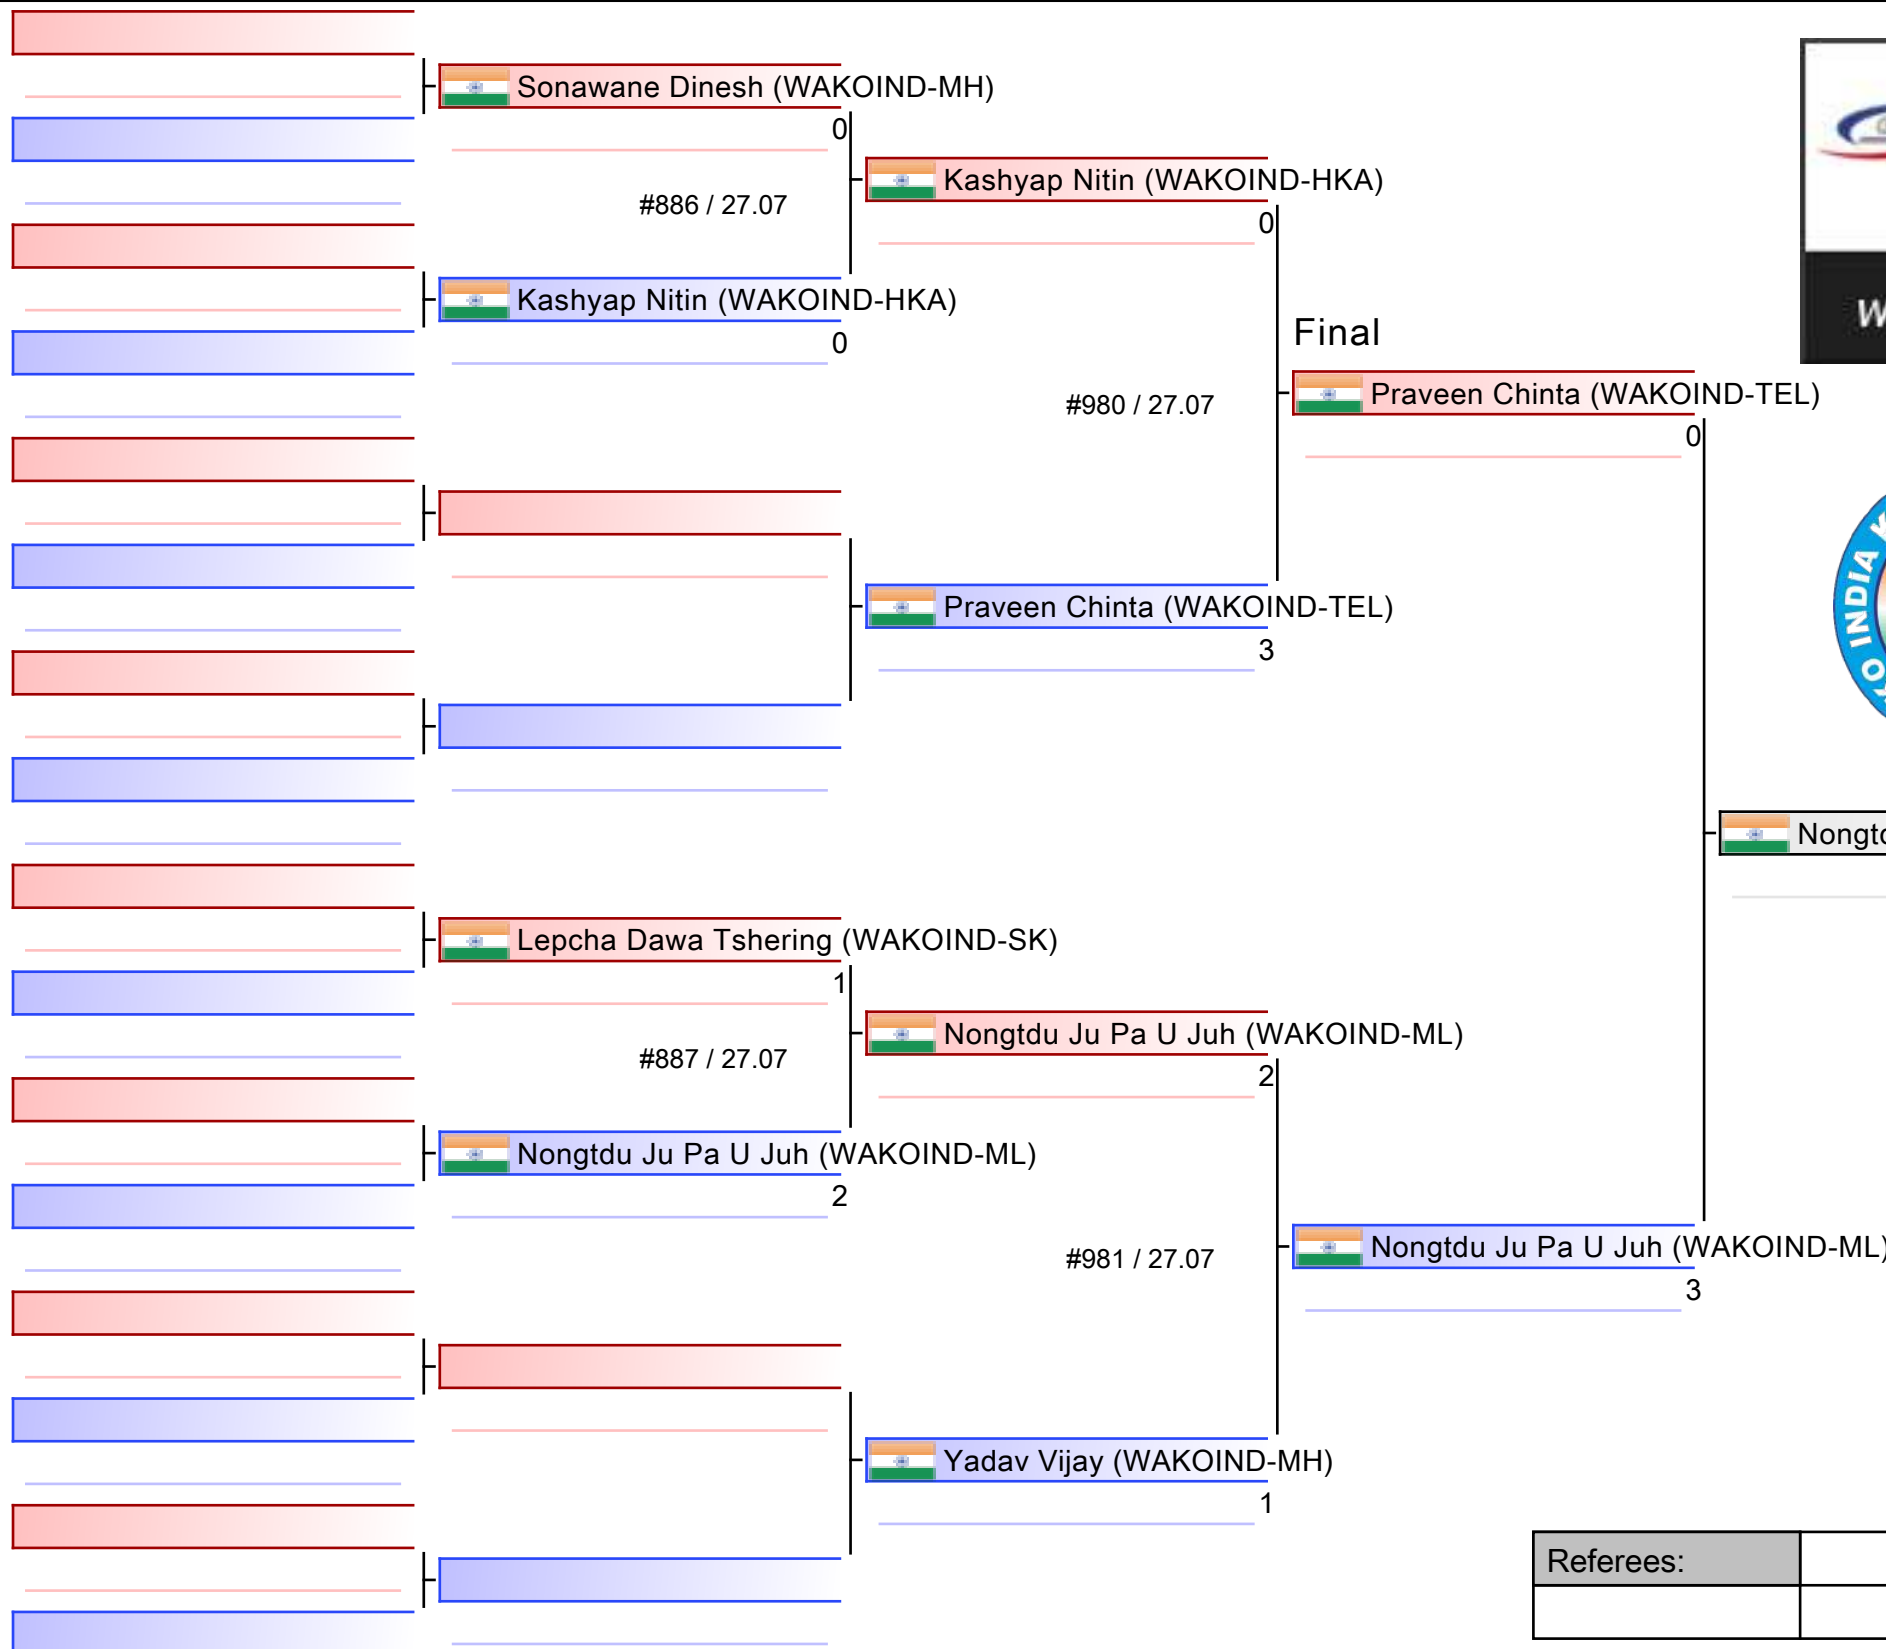 Sonawane Dinesh (WAKOIND-MH)
0
#886 / 27.07
Kashyap Nitin (WAKOIND-HKA)
0
Kashyap Nitin (WAKOIND-HKA)
0
#980 / 27.07
Praveen Chinta (WAKOIND-TEL)
3
Final
Praveen Chinta (WAKOIND-TEL)
0
INDIA
Lepcha Dawa Tshering (WAKOIND-SK)
1
#887 / 27.07
Nongtdu Ju Pa U Juh (WAKOIND-ML)
2
Nongtdu Ju Pa U Juh (WAKOIND-ML)
2
#981 / 27.07
Yadav Vijay (WAKOIND-MH)
1
Nongtdu Ju Pa U Juh (WAKOIND-ML)
3
Referees: